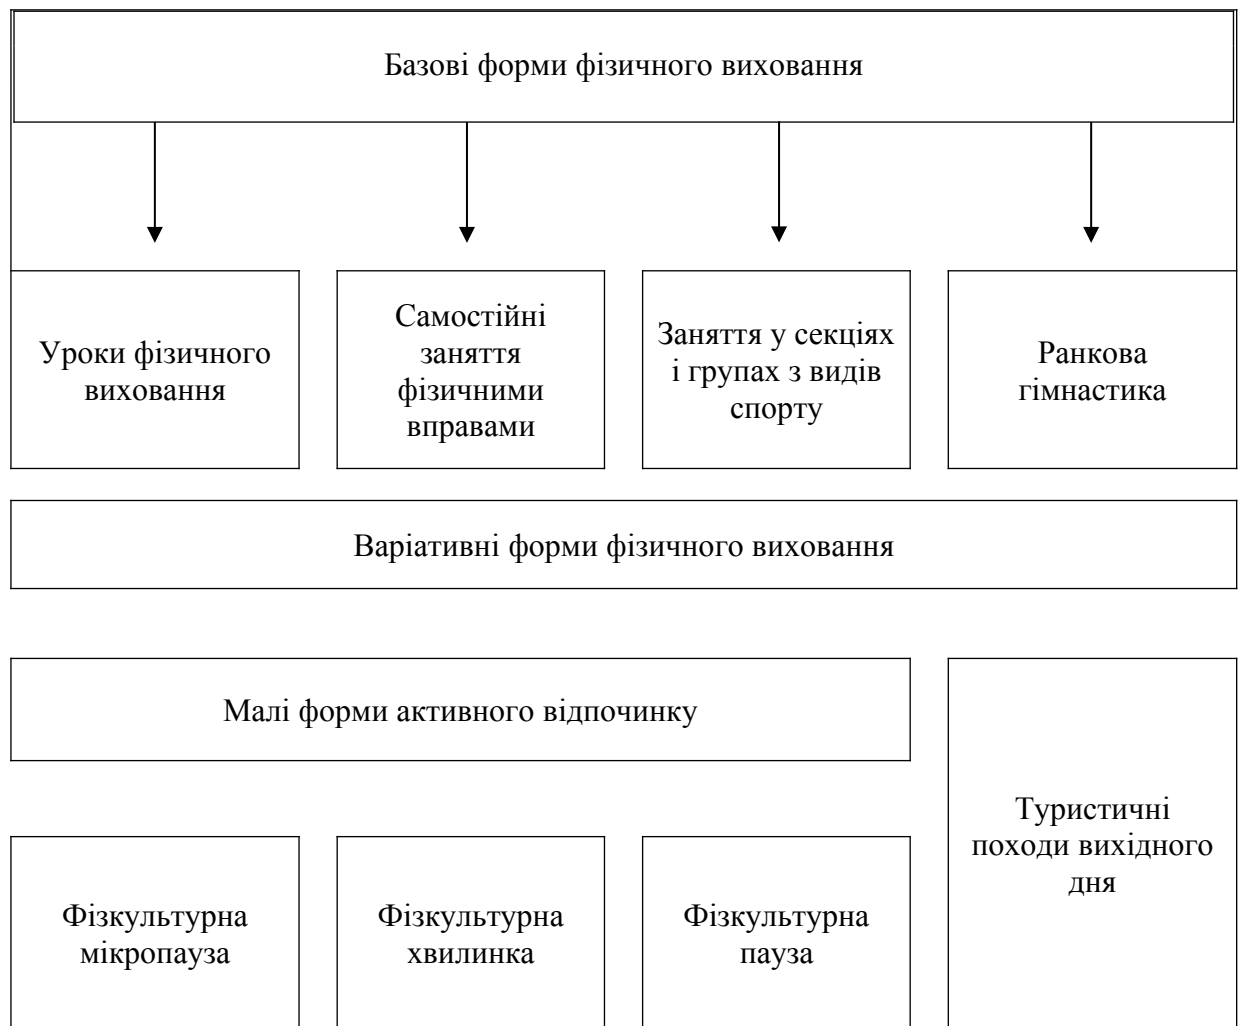 Базові форми фізичного виховання
Уроки фізичного
виховання
Самостійні
заняття
фізичними
вправами
Заняття у секціях
і групах з видів
спорту
Ранкова
гімнастика
Варіативні форми фізичного виховання
Малі форми активного відпочинку
Туристичні
походи вихідного
дня
Фізкультурна
мікропауза
Фізкультурна
хвилинка
Фізкультурна
пауза